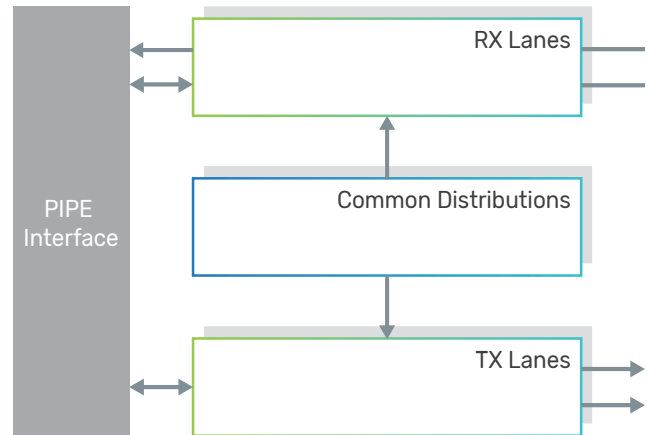 RX Lanes
PIPE
Interface
Common Distributions
TX Lanes